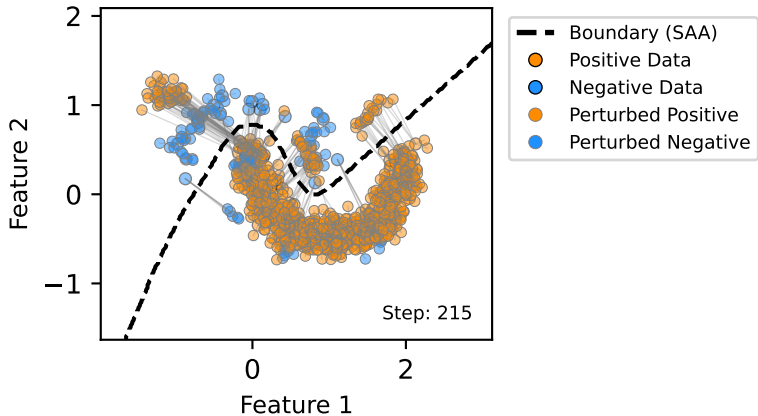 2
1
0
−1
Feature 2
0
2
Feature 1
Step: 215
Boundary (SAA)
Positive Data
Negative Data
Perturbed Positive
Perturbed Negative